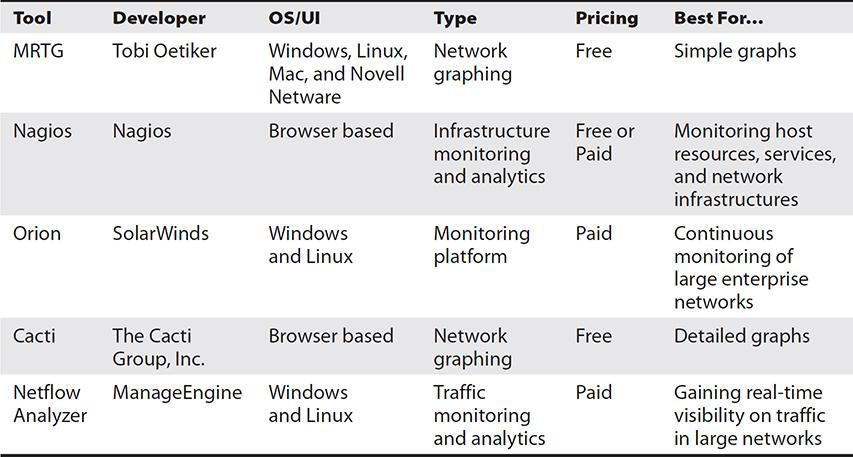 Tool Developer OS/UI Type Pricing Best For…
MRTG Tobi Oetiker Windows, Linux, Network Free Simple graphs
Mac, and Novell graphing
Netware
Nagios Nagios Browser based Infrastructure Free or Monitoring host
monitoring Paid resources, services,
and analytics and network
infrastructures
Orion SolarWinds Windows Monitoring Paid Continuous
and Linux platform monitoring of
large enterprise
networks
Cacti The Cacti Browser based Network Free Detailed graphs
Group, Inc. graphing
Netflow ManageEngine Windows Traffic Paid Gaining real-time
Analyzer and Linux monitoring visibility on traffic
and analytics in large networks